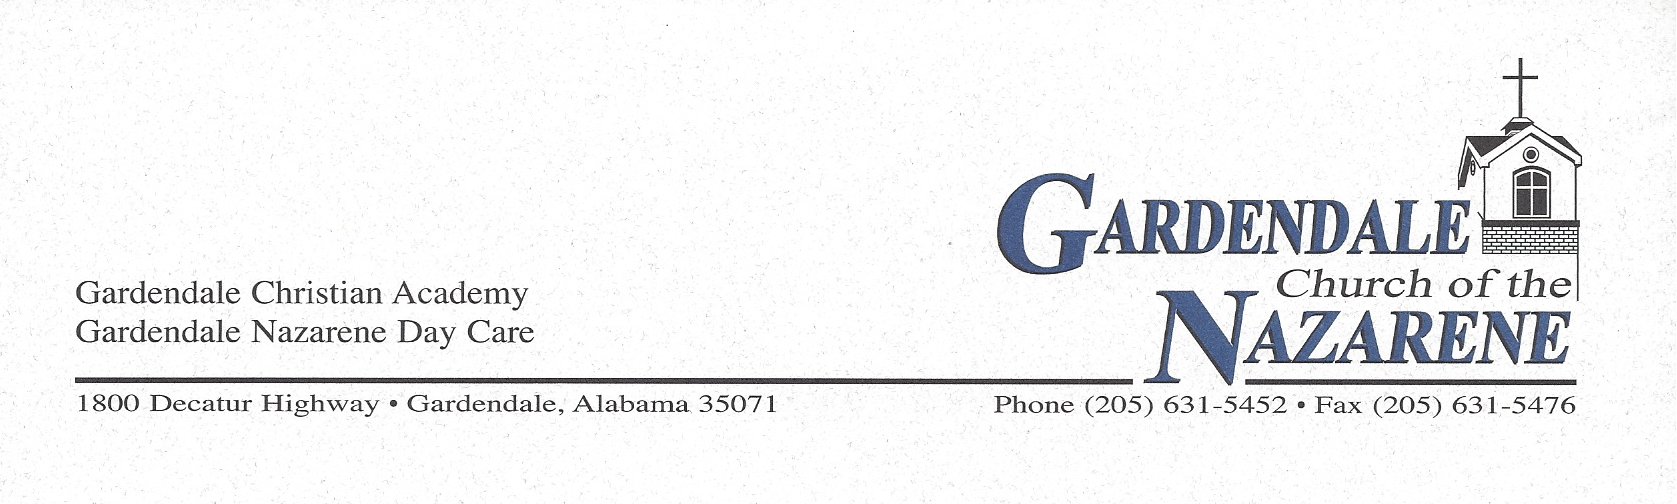 Gardendale Christian Academy
Gardendale Nazarene Day Care
GARDENDALE
Church of the
NAZARENE
1800 Decatur Highway • Gardendale, Alabama 35071
Phone (205) 631-5452 • Fax (205) 631-5476